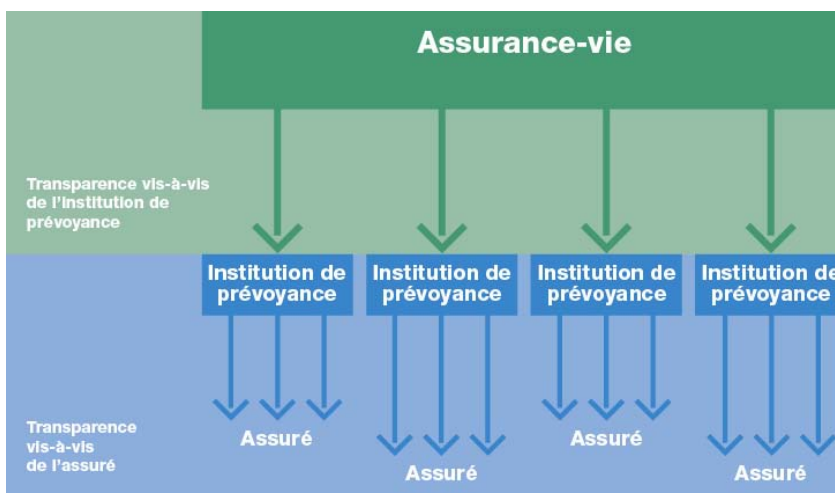 Assurance-vie
Transparence vis-à-vis
de l'institution de
prévoyance
Institution de
prévoyance
Institution de
prévoyance
Institution de
prévoyance
Institution de
prévoyance
Transparence
vis-à-vis
de l'assuré
Assuré
Assuré
Assuré
Assuré